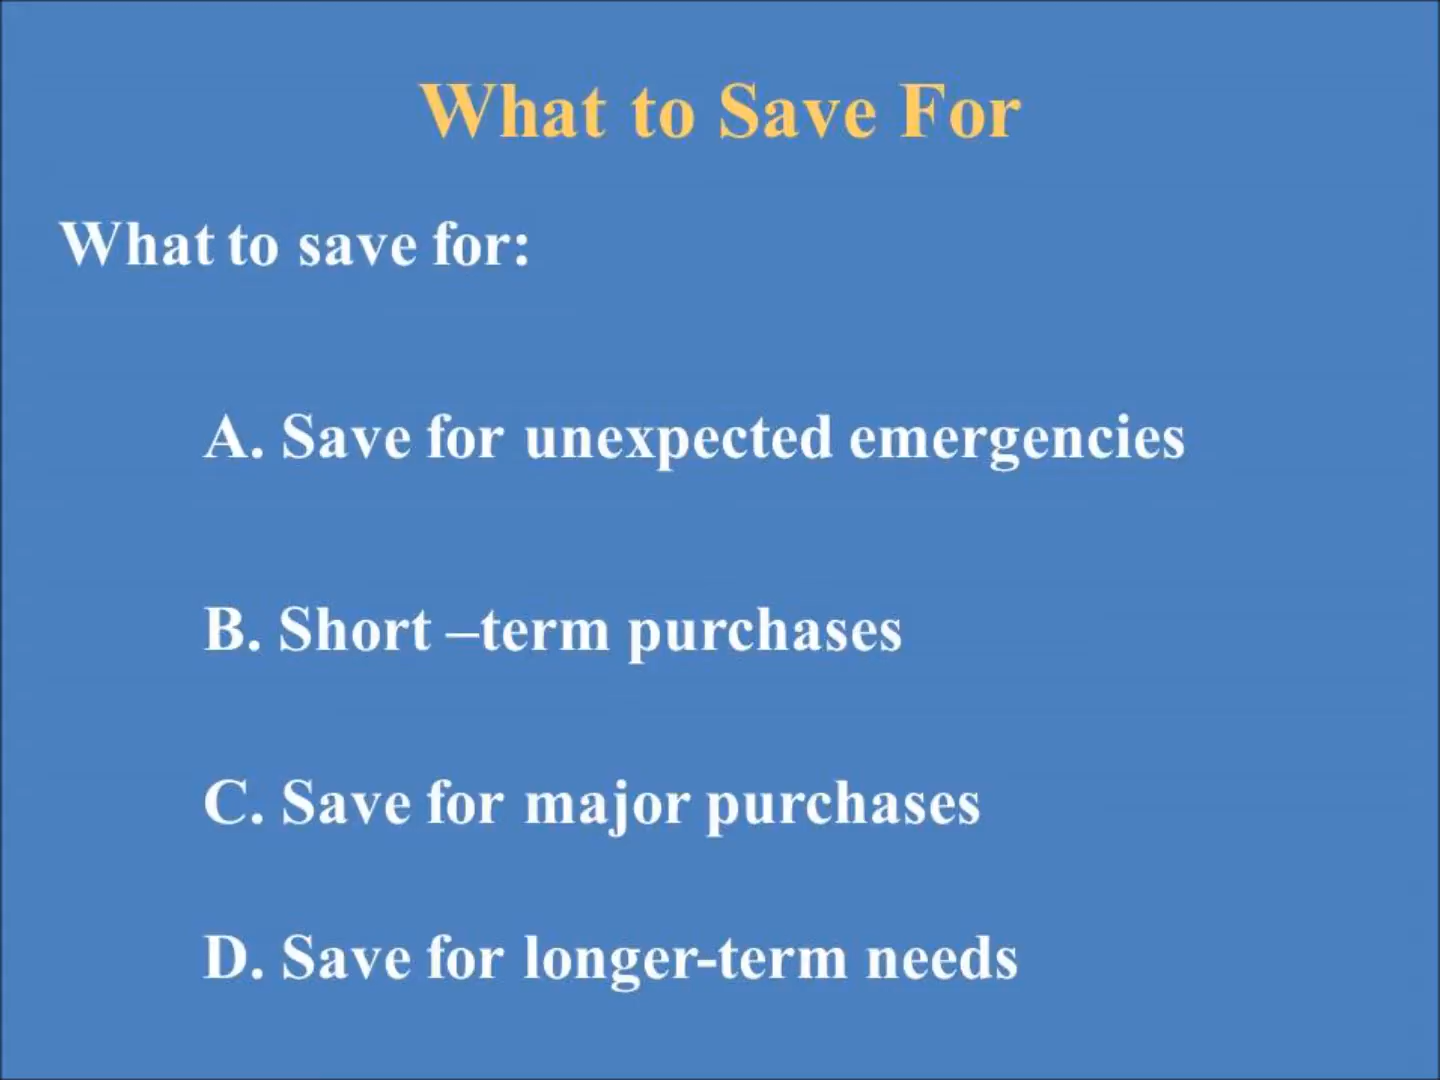 What to Save For
What to save for:
A. Save for unexpected emergencies
B. Short –term purchases
C. Save for major purchases
D. Save for longer-term needs